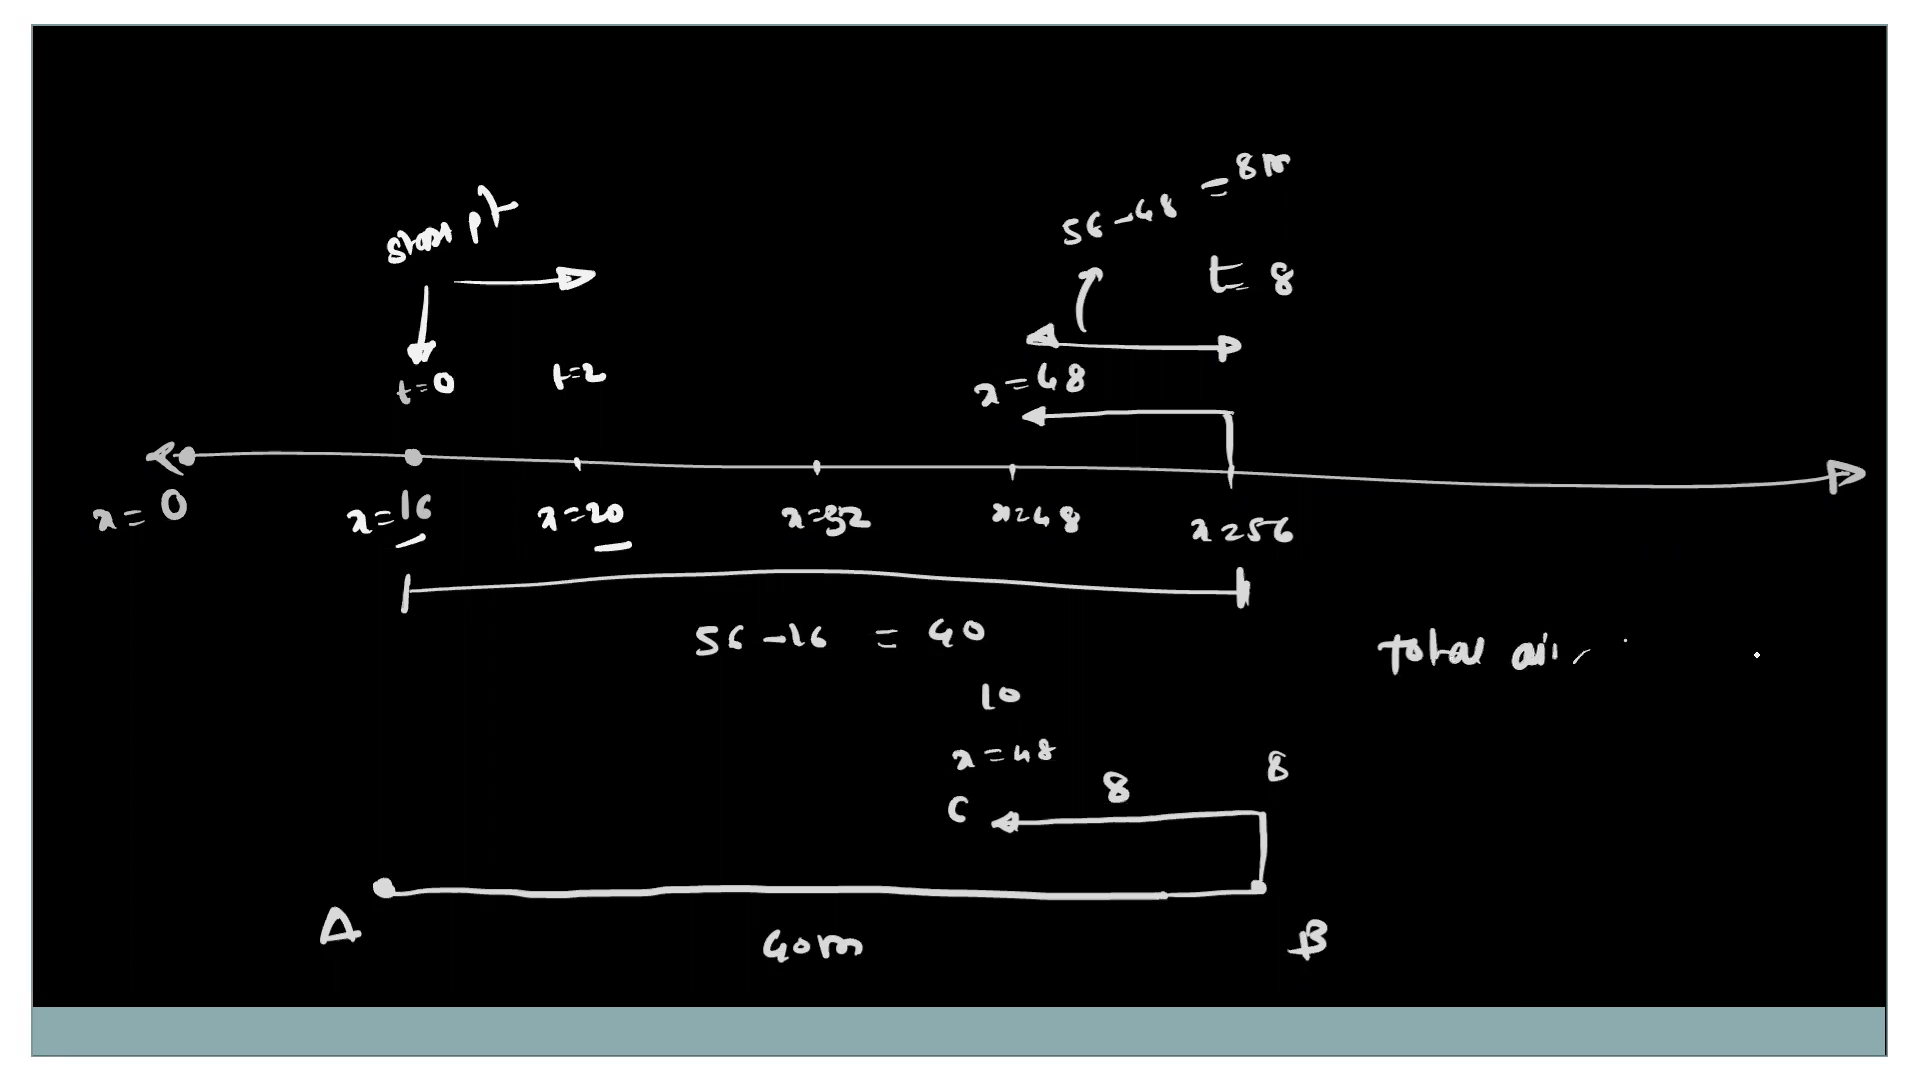 56-48 = 8m
start pt
t= 8
t=0
t=2
x=48
x= 0
x=16
x=20
x=32
x=48
x=56
56-16 = 40
total
10
x=48
8
8
C
A
40m
B